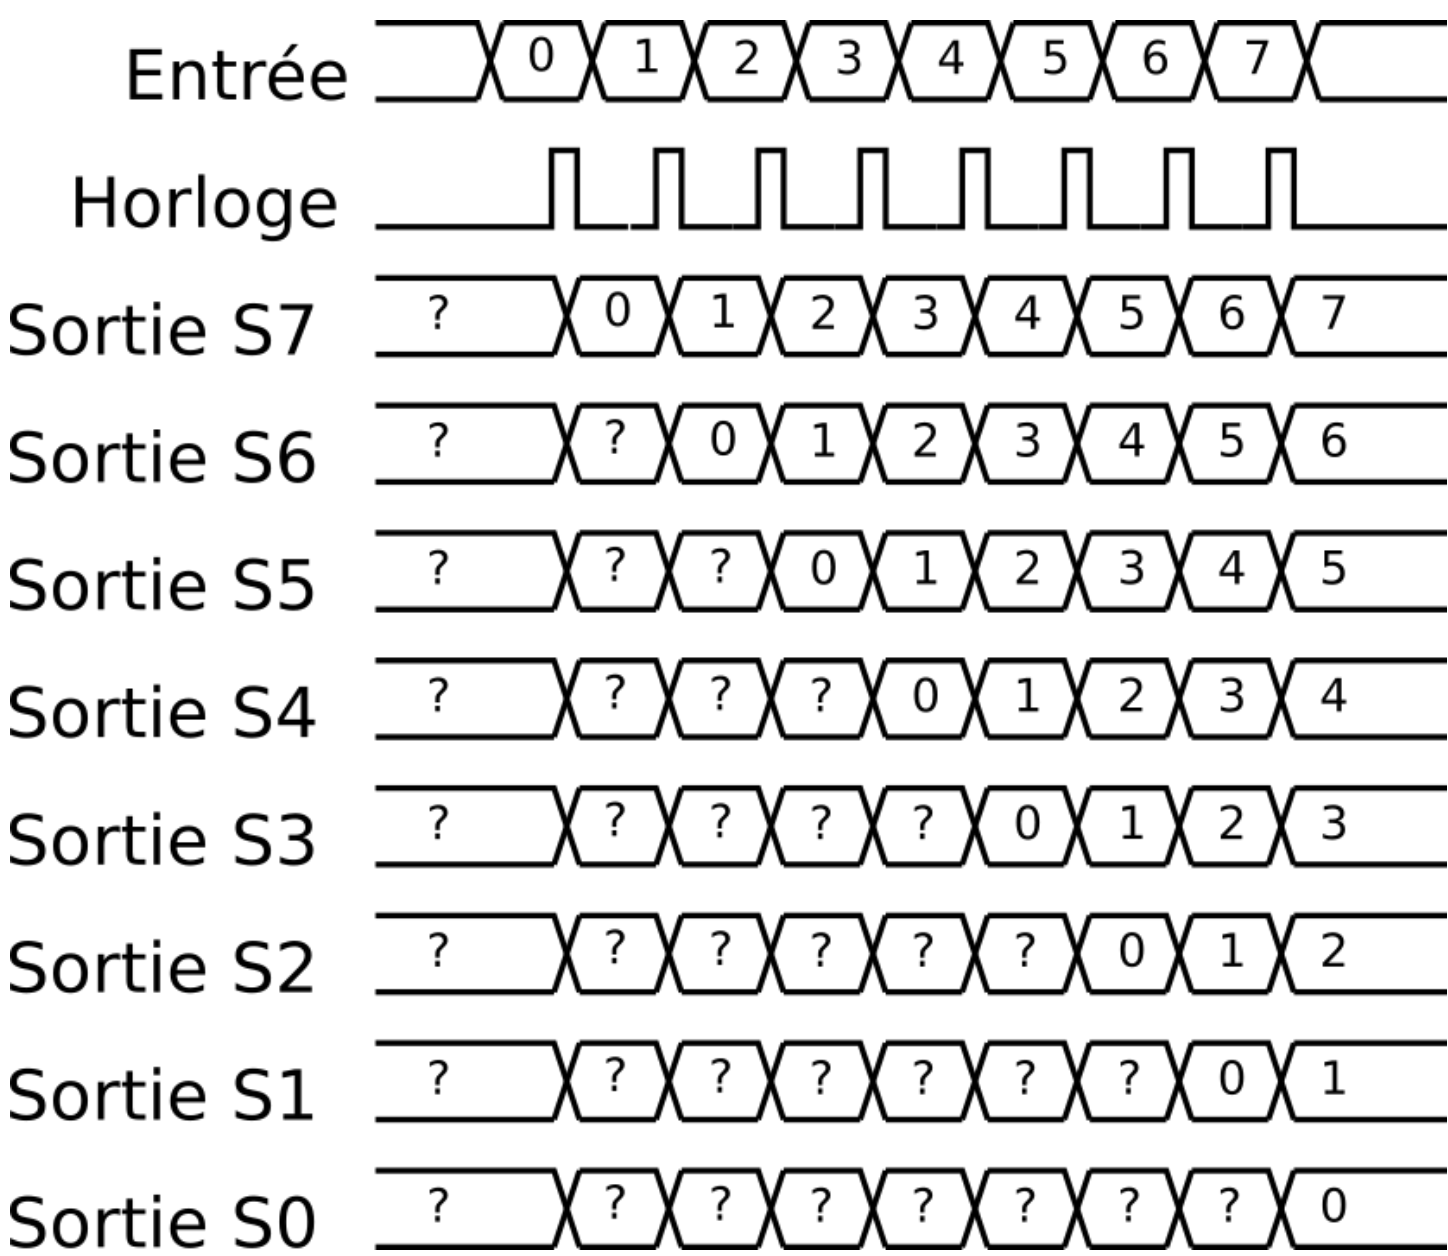 Entrée 0 1 2 3 4 5 6 7
Horloge
Sortie S7 ? 0 1 2 3 4 5 6 7
Sortie S6 ? ? 0 1 2 3 4 5 6
Sortie S5 ? ? ? 0 1 2 3 4 5
Sortie S4 ? ? ? ? 0 1 2 3 4
Sortie S3 ? ? ? ? ? 0 1 2 3
Sortie S2 ? ? ? ? ? ? 0 1 2
Sortie S1 ? ? ? ? ? ? ? 0 1
Sortie S0 ? ? ? ? ? ? ? ? 0